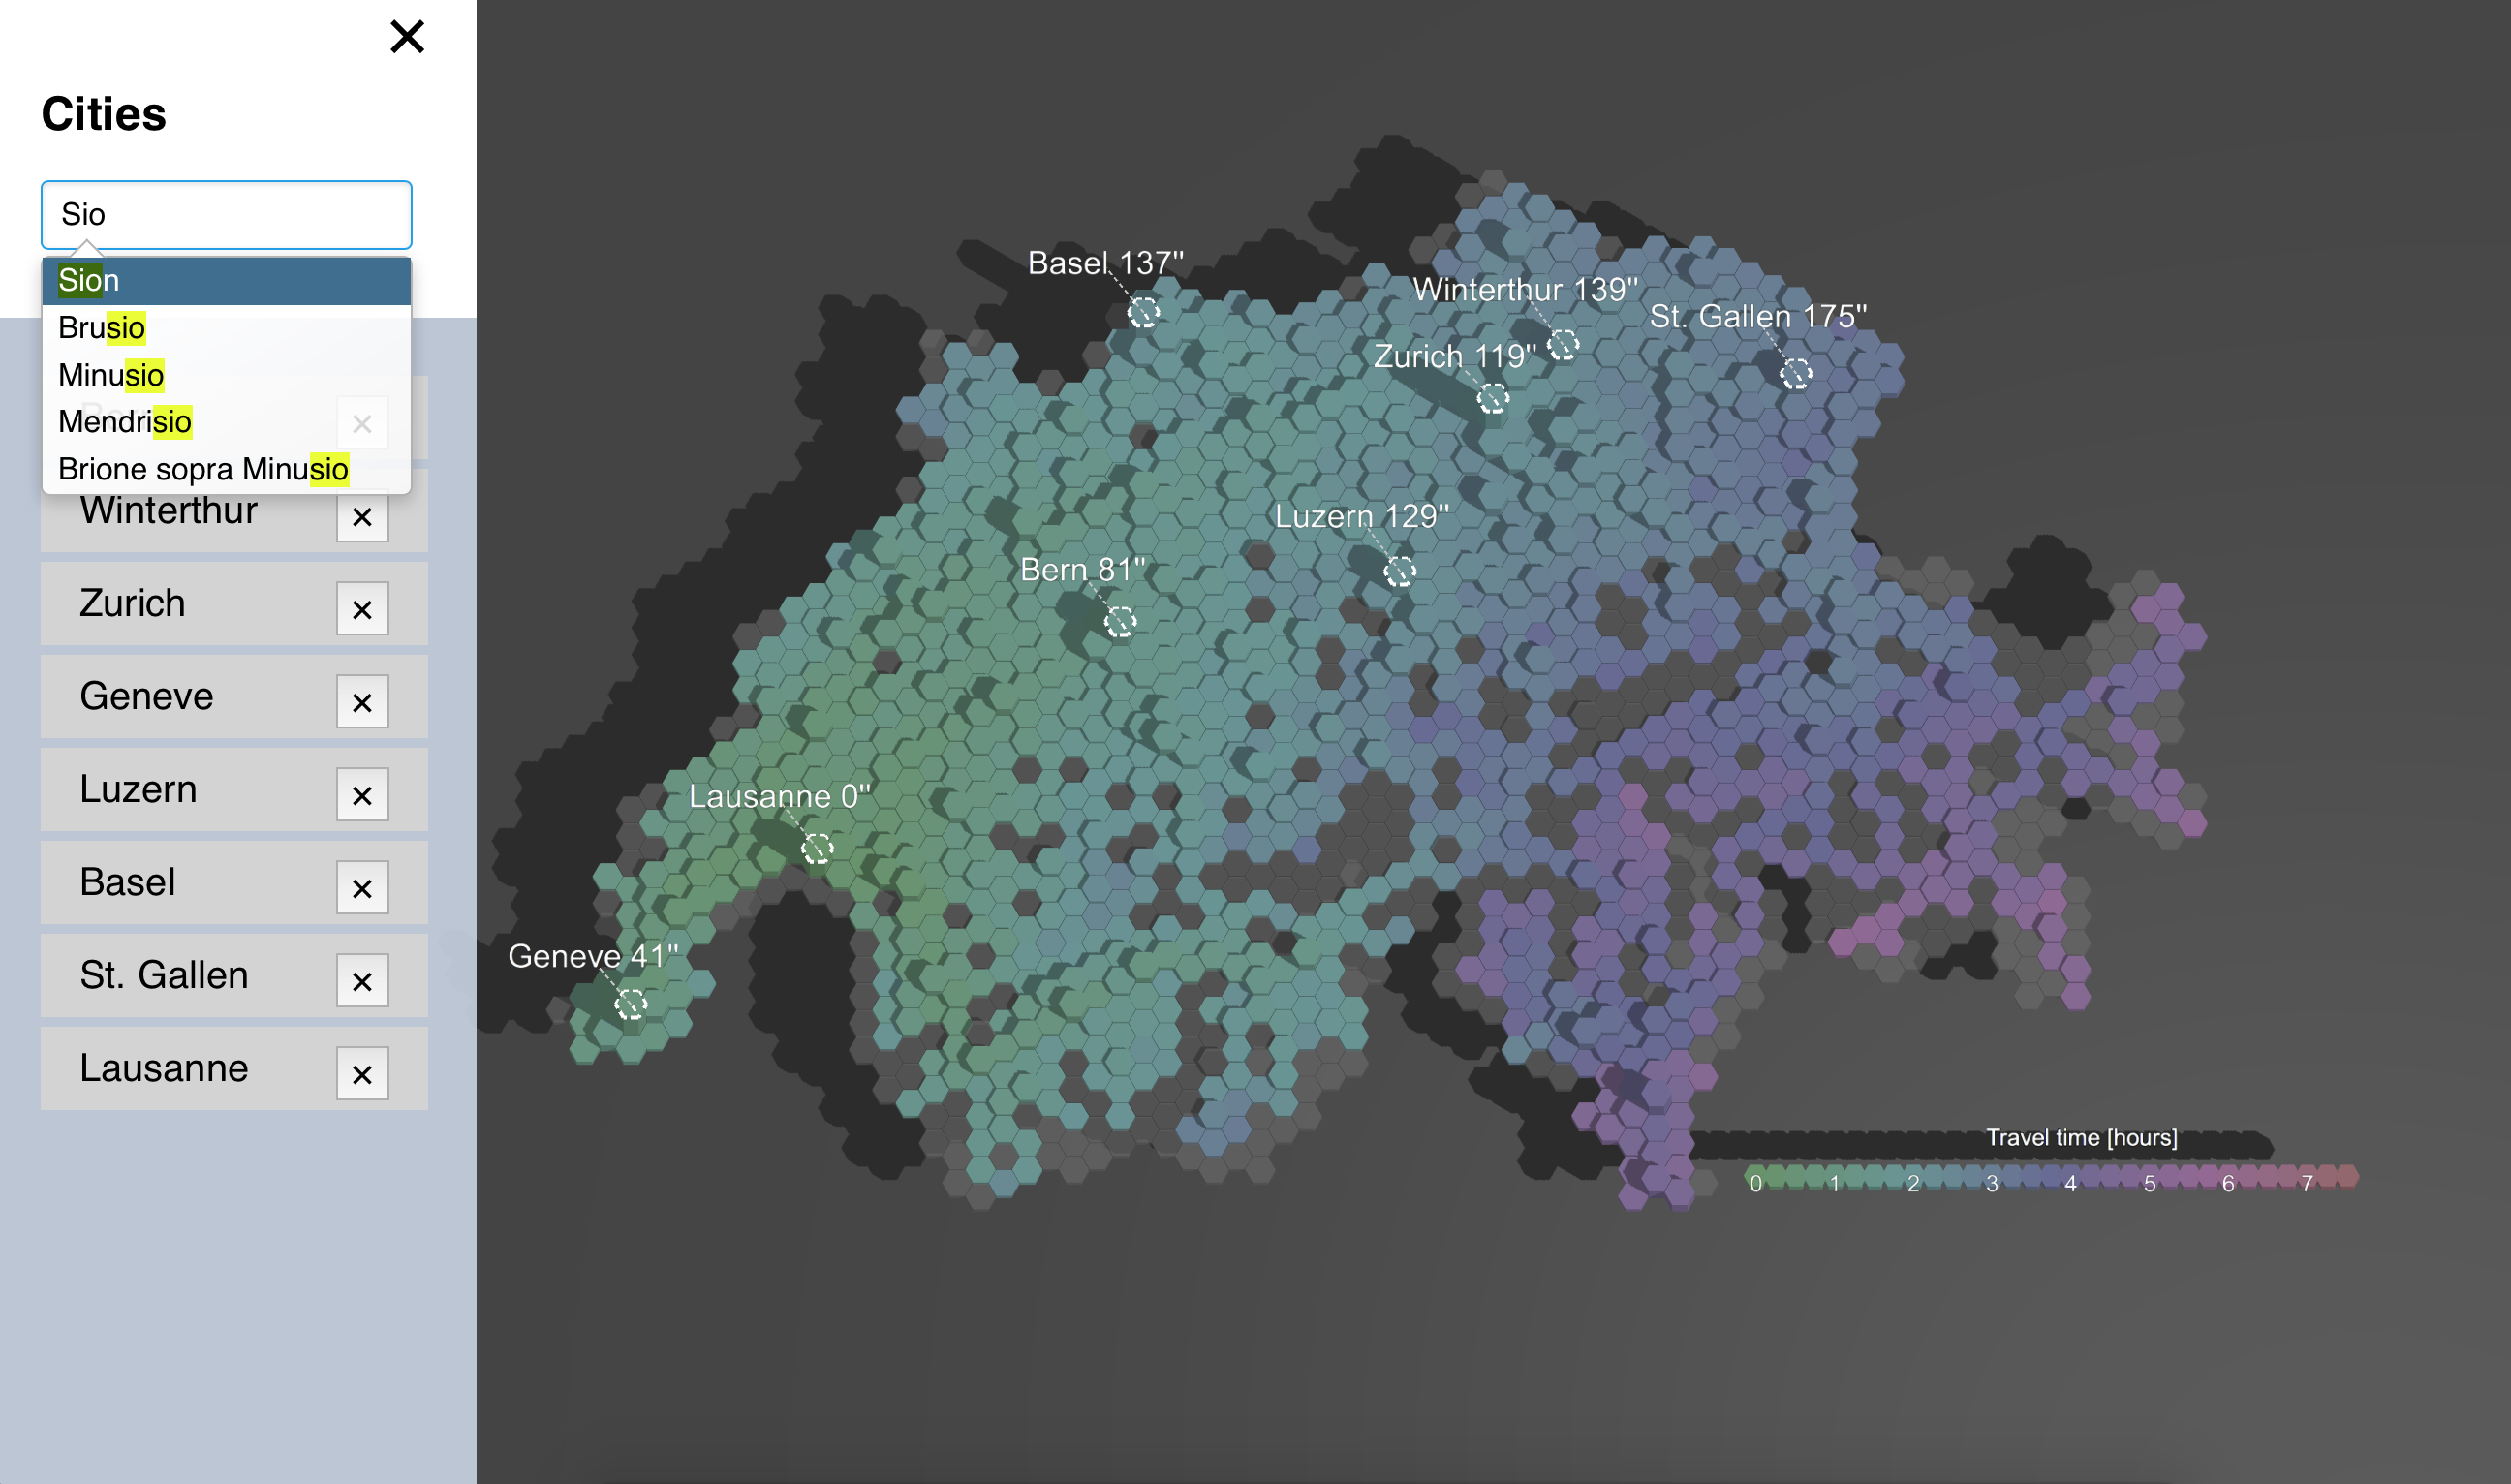 Cities
Sio
Sion
Brusio
Minusio
Mendrisio
Brione sopra Minusio
Winterthur
Zurich
Geneve
Luzern
Basel
St. Gallen
Lausanne
Basel 137"
Winterthur 139"
St. Gallen 175"
Zurich 119"
Luzern 129"
Bern 81"
Lausanne 0"
Geneve 41"
Travel time [hours]
0 1 2 3 4 5 6 7